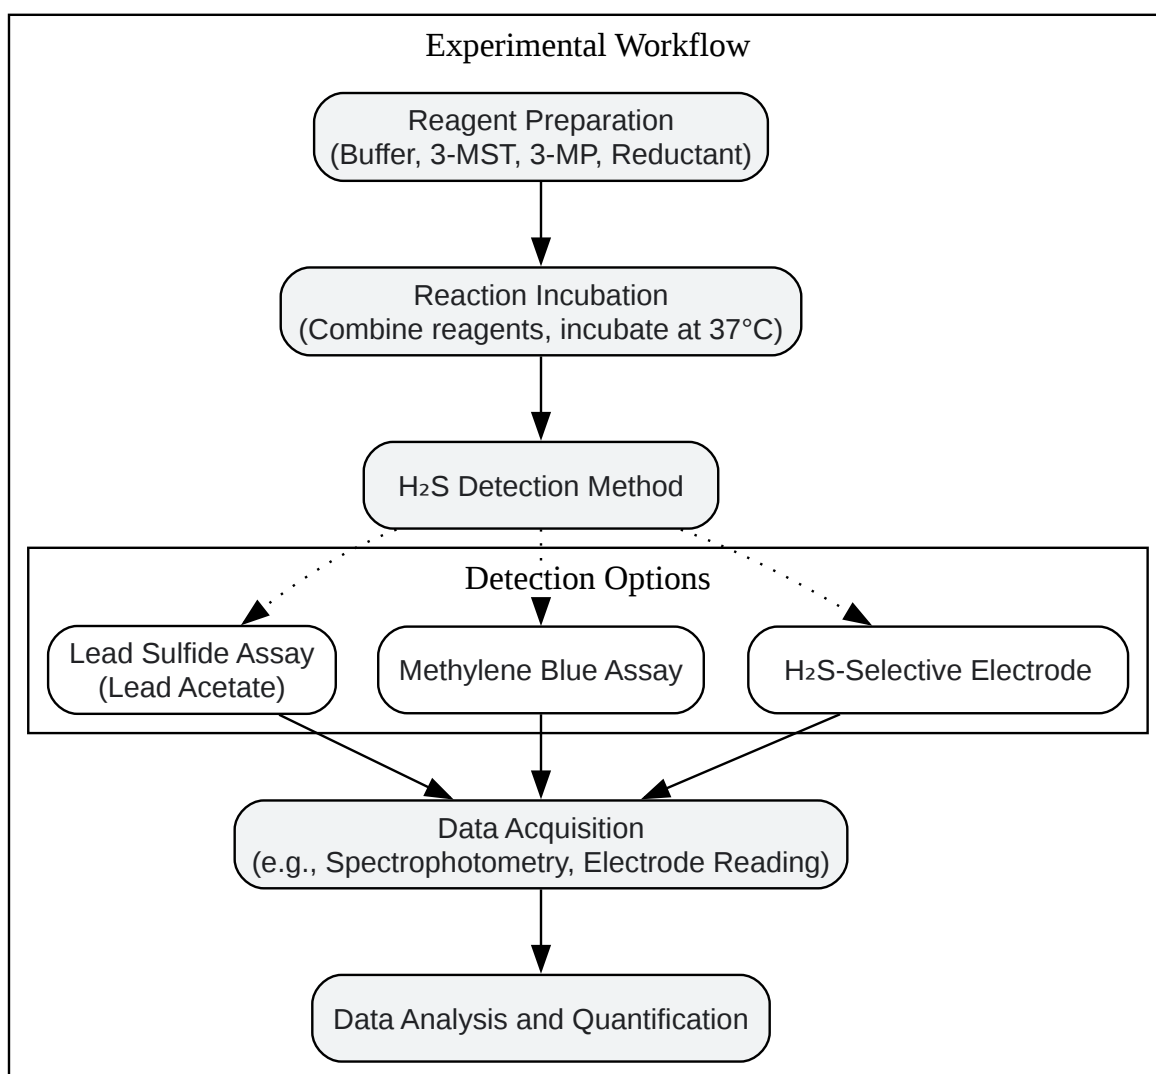 Experimental Workflow
Reagent Preparation
(Buffer, 3-MST, 3-MP, Reductant)
Reaction Incubation
(Combine reagents, incubate at 37°C)
H₂S Detection Method
Detection Options
Lead Sulfide Assay
(Lead Acetate)
Methylene Blue Assay
H₂S-Selective Electrode
Data Acquisition
(e.g., Spectrophotometry, Electrode Reading)
Data Analysis and Quantification